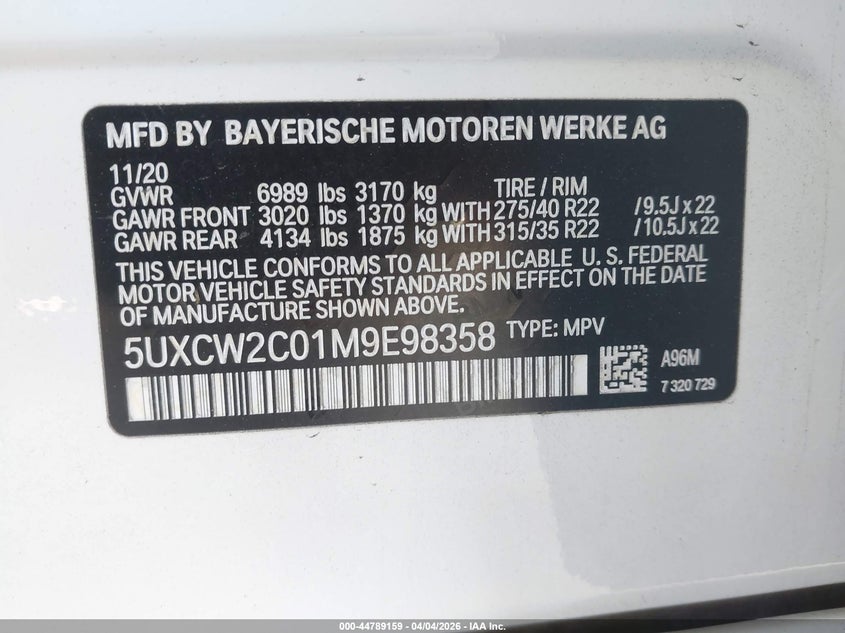 MFD BY BAYERISCHE MOTOREN WERKE AG
11/20
GVWR 6989 lbs 3170 kg TIRE / RIM
GAWR FRONT 3020 lbs 1370 kg WITH 275/40 R22 /9.5J x 22
GAWR REAR 4134 lbs 1875 kg WITH 315/35 R22 /10.5J x 22
THIS VEHICLE CONFORMS TO ALL APPLICABLE U. S. FEDERAL
MOTOR VEHICLE SAFETY STANDARDS IN EFFECT ON THE DATE
OF MANUFACTURE SHOWN ABOVE.
5UXCW2C01M9E98358 TYPE: MPV
A96M
7 320 729
000-44789159 - 04/04/2026 - IAA Inc.